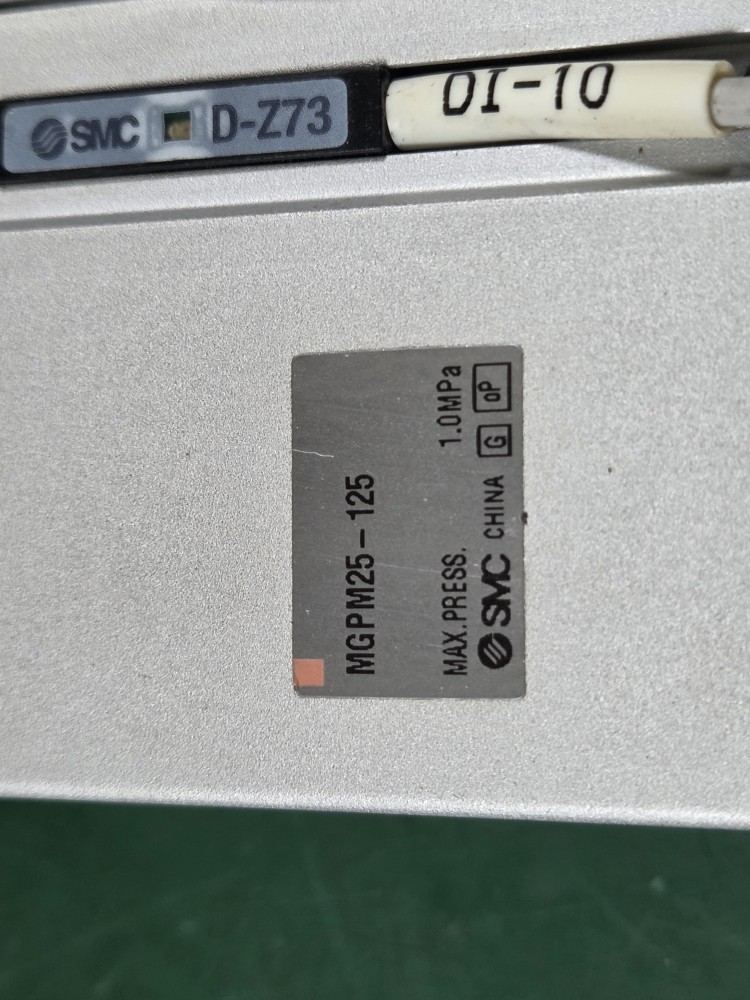 SMC D-Z73
DI-10
MGPM25-125
MAX.PRESS. 1.0MPa
SMC CHINA G oP